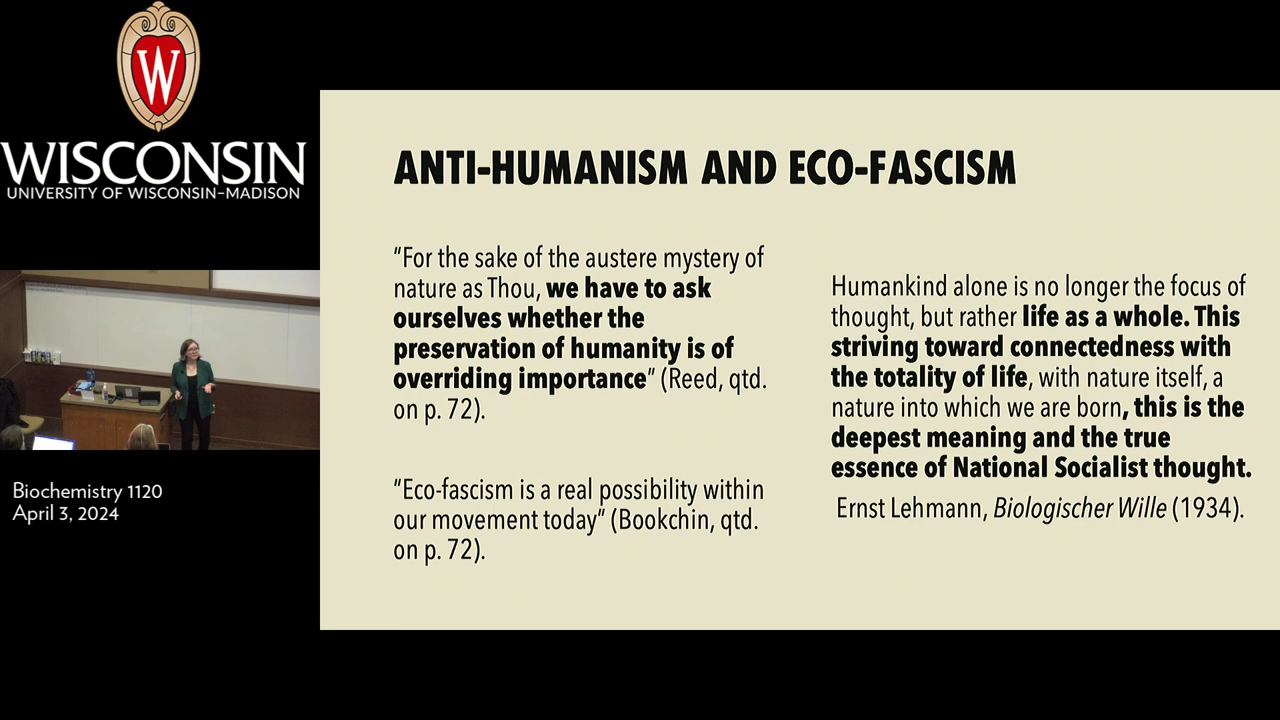 W
WISCONSIN
UNIVERSITY OF WISCONSIN–MADISON
Biochemistry 1120
April 3, 2024
ANTI-HUMANISM AND ECO-FASCISM
“For the sake of the austere mystery of
nature as Thou, we have to ask
ourselves whether the
preservation of humanity is of
overriding importance” (Reed, qtd.
on p. 72).
“Eco-fascism is a real possibility within
our movement today” (Bookchin, qtd.
on p. 72).
Humankind alone is no longer the focus of
thought, but rather life as a whole. This
striving toward connectedness with
the totality of life, with nature itself, a
nature into which we are born, this is the
deepest meaning and the true
essence of National Socialist thought.
Ernst Lehmann, Biologischer Wille (1934).